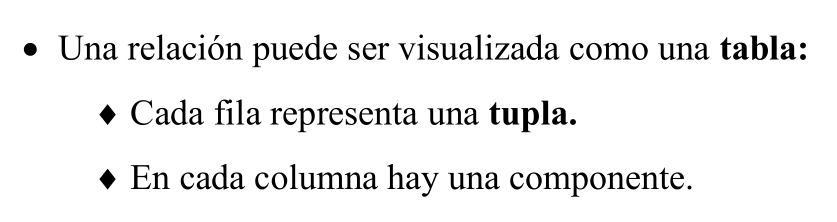 • Una relación puede ser visualizada como una tabla:
♦ Cada fila representa una tupla.
♦ En cada columna hay una componente.